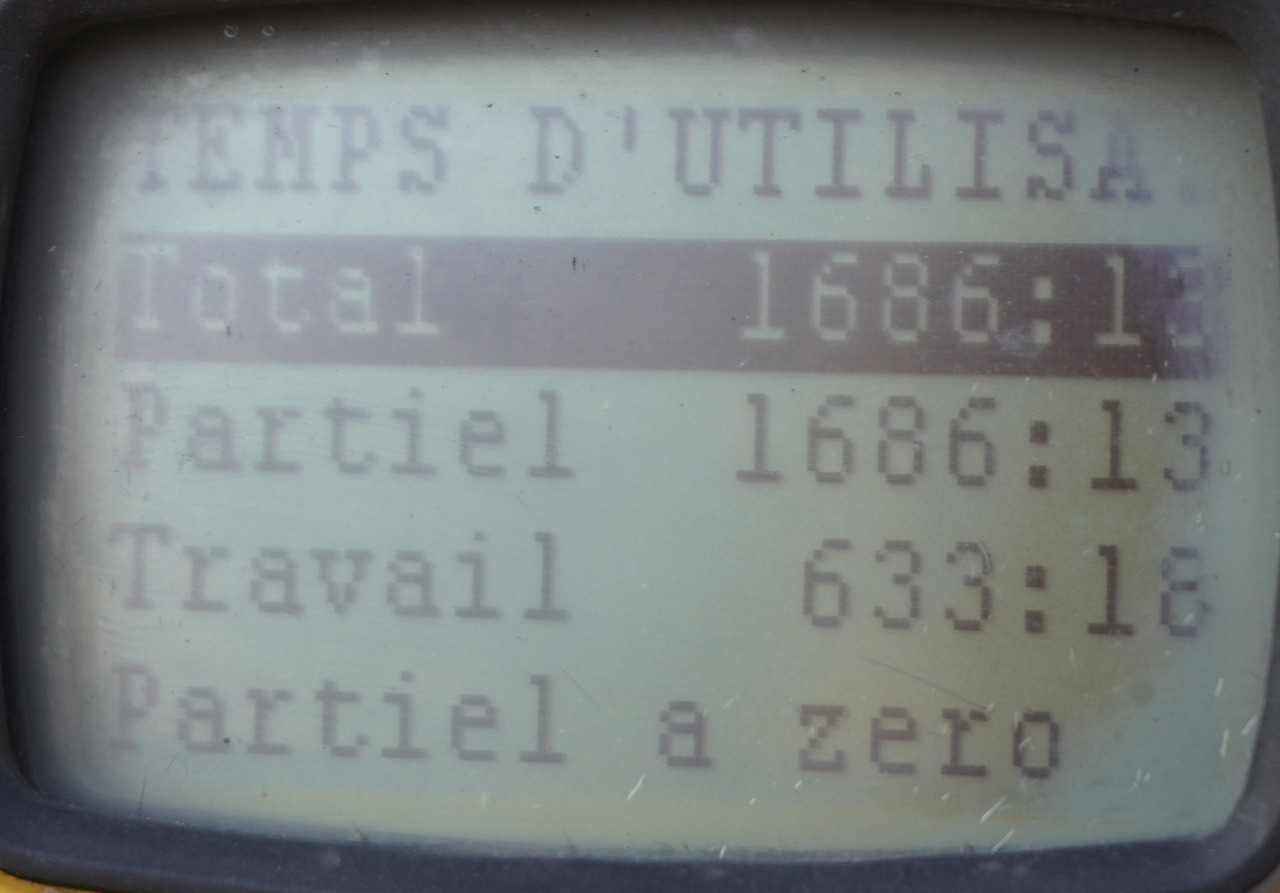 TEMPS D'UTILISA.
Total 1686:13
Partiel 1686:13
Travail 633:18
Partiel a zero